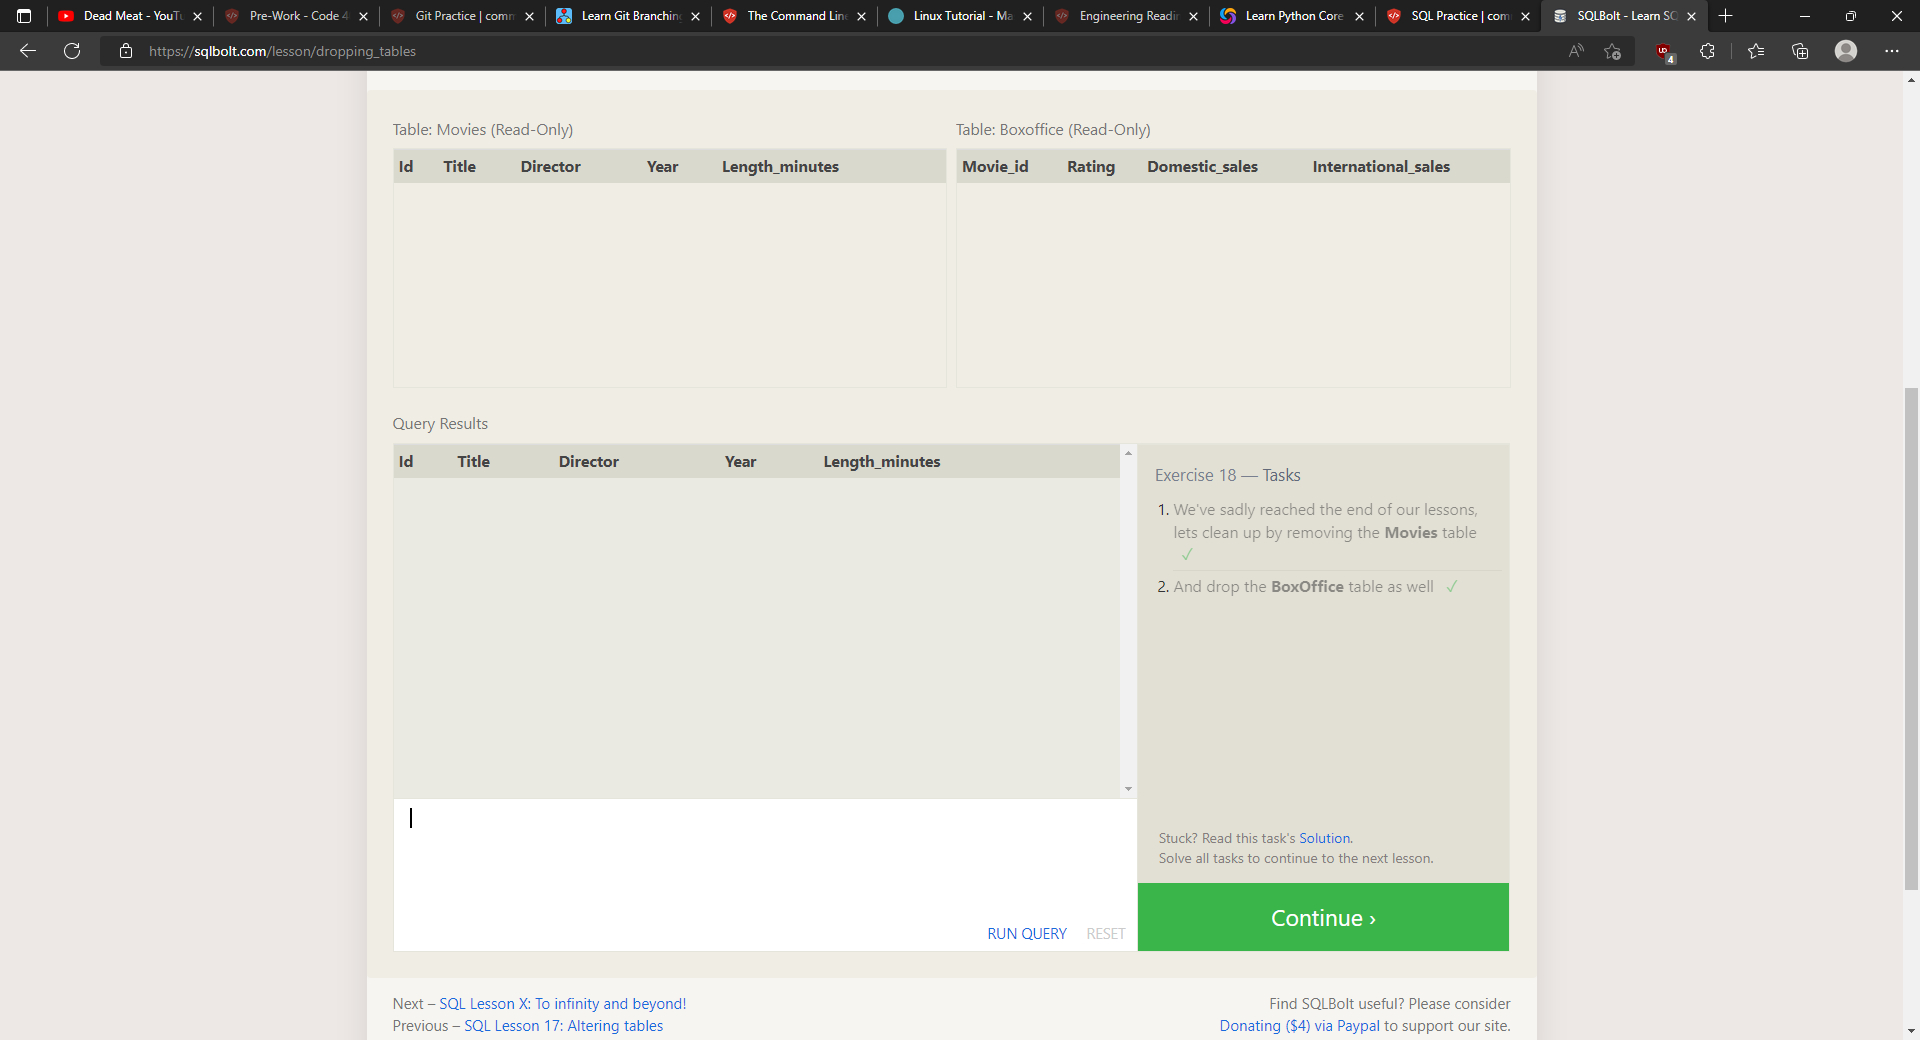 Dead Meat - YouTu
Pre-Work - Code 4
Git Practice | comm
Learn Git Branching
The Command Line
Linux Tutorial - Ma
Engineering Readin
Learn Python Core
SQL Practice | com
SQLBolt - Learn SQ
https://sqlbolt.com/lesson/dropping_tables
4
Table: Movies (Read-Only)
Table: Boxoffice (Read-Only)
Id Title Director Year Length_minutes
Movie_id Rating Domestic_sales International_sales
Query Results
Id Title Director Year Length_minutes
Exercise 18 — Tasks
1. We've sadly reached the end of our lessons,
lets clean up by removing the Movies table
✓
2. And drop the BoxOffice table as well ✓
Stuck? Read this task's Solution.
Solve all tasks to continue to the next lesson.
RUN QUERY RESET
Continue ›
Next – SQL Lesson X: To infinity and beyond!
Previous – SQL Lesson 17: Altering tables
Find SQLBolt useful? Please consider
Donating ($4) via Paypal to support our site.